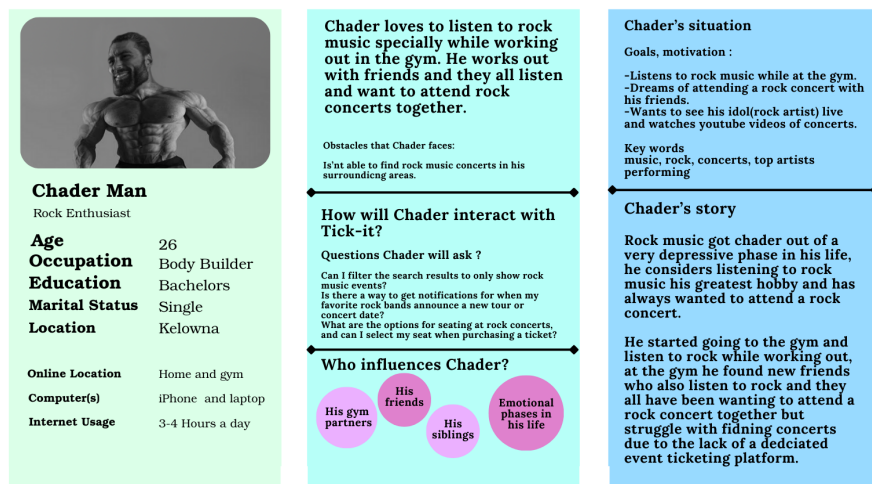 Chader Man
Rock Enthusiast
Age 26
Occupation Body Builder
Education Bachelors
Marital Status Single
Location Kelowna
Online Location Home and gym
Computer(s) iPhone and laptop
Internet Usage 3-4 Hours a day
Chader loves to listen to rock
music specially while working
out in the gym. He works out
with friends and they all listen
and want to attend rock
concerts together.
Obstacles that Chader faces:
Is'nt able to find rock music concerts in his
surroundicng areas.
How will Chader interact with
Tick-it?
Questions Chader will ask ?
Can I filter the search results to only show rock
music events?
Is there a way to get notifications for when my
favorite rock bands announce a new tour or
concert date?
What are the options for seating at rock concerts,
and can I select my seat when purchasing a ticket?
Who influences Chader?
His gym
partners
His
friends
His
siblings
Emotional
phases in
his life
Chader's situation
Goals, motivation :
-Listens to rock music while at the gym.
-Dreams of attending a rock concert with
his friends.
-Wants to see his idol(rock artist) live
and watches youtube videos of concerts.
Key words
music, rock, concerts, top artists
performing
Chader's story
Rock music got chader out of a
very depressive phase in his life,
he considers listening to rock
music his greatest hobby and has
always wanted to attend a rock
concert.
He started going to the gym and
listen to rock while working out,
at the gym he found new friends
who also listen to rock and they
all have been wanting to attend a
rock concert together but
struggle with fidning concerts
due to the lack of a dedciated
event ticketing platform.